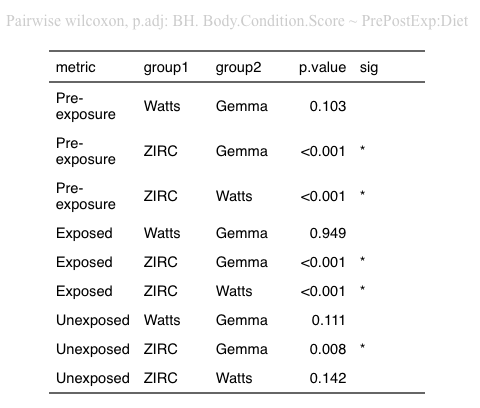 Pairwise wilcoxon, p.adj: BH. Body.Condition.Score ~ PrePostExp:Diet
metric group1 group2 p.value sig
Pre-
exposure Watts Gemma 0.103
Pre-
exposure ZIRC Gemma <0.001 *
Pre-
exposure ZIRC Watts <0.001 *
Exposed Watts Gemma 0.949
Exposed ZIRC Gemma <0.001 *
Exposed ZIRC Watts <0.001 *
Unexposed Watts Gemma 0.111
Unexposed ZIRC Gemma 0.008 *
Unexposed ZIRC Watts 0.142